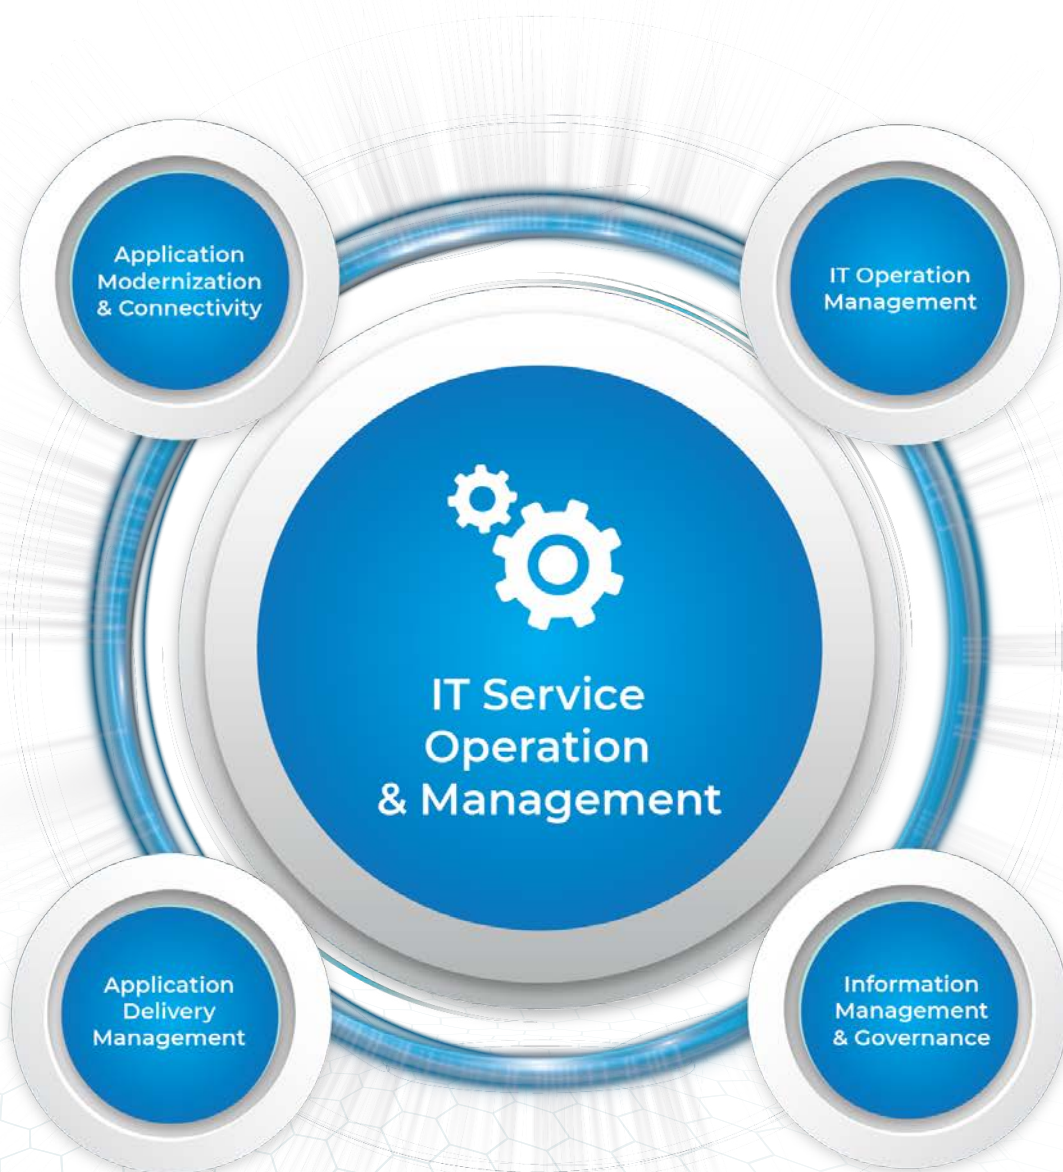 Application
Modernization
& Connectivity
IT Operation
Management
IT Service
Operation
& Management
Application
Delivery
Management
Information
Management
& Governance